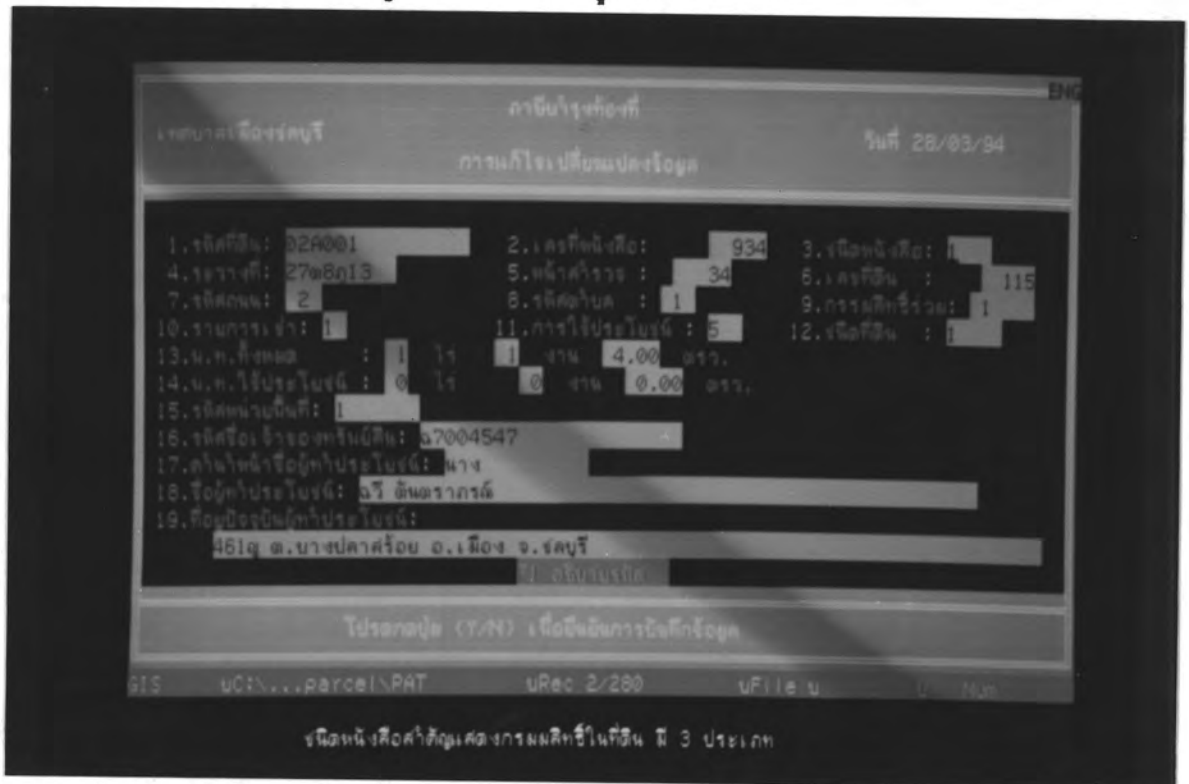 ENG
ภาษีบำรุงท้องที่
เทศบาลเมืองชลบุรี วันที่ 28/03/94
การแก้ไขเปลี่ยนแปลงข้อมูล
1.รหัสที่ดิน: 02A001 2.เลขที่หนังสือ: 934 3.ชนิดหนังสือ: 1
4.ระวางที่: 27ต8ฎ13 5.หน้าสำรวจ : 34 6.เลขที่ดิน : 115
7.รหัสถนน: 2 8.รหัสตำบล : 1 9.กรรมสิทธิ์ร่วม: 1
10.รายการเช่า: 1 11.การใช้ประโยชน์ : 5 12.ชนิดที่ดิน : 1
13.น.ท.ทั้งหมด : 1 ไร่ 1 งาน 4.00 ตรว.
14.น.ท.ใช้ประโยชน์ : 0 ไร่ 0 งาน 0.00 ตรว.
15.รหัสหน่วยพื้นที่: 1
16.รหัสชื่อเจ้าของทรัพย์สิน: ฉ7004547
17.คำนำหน้าชื่อผู้ทำประโยชน์: นาง
18.ชื่อผู้ทำประโยชน์: ฉวี ตันตราภรณ์
19.ที่อยู่ปัจจุบันผู้ทำประโยชน์:
461ญ ต.บางปลาสร้อย อ.เมือง จ.ชลบุรี
อธิบายรหัส
โปรดกดปุ่ม (Y/N) เพื่อยืนยันการบันทึกข้อมูล
GIS uC:\...parcel\PAT uRec 2/280 uFile u Num
ชนิดหนังสือสำคัญแสดงกรรมสิทธิ์ในที่ดิน มี 3 ประเภท